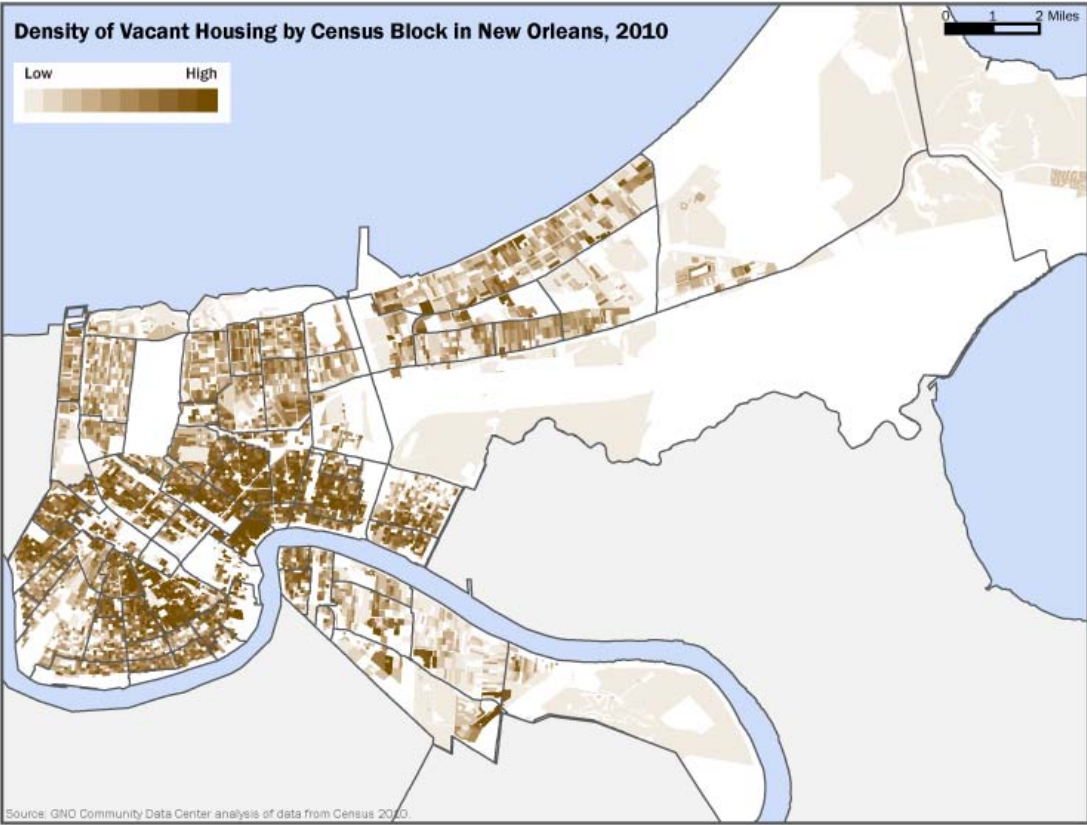 Density of Vacant Housing by Census Block in New Orleans, 2010
0 1 2 Miles
Low High
Source: GNO Community Data Center analysis of data from Census 2010.